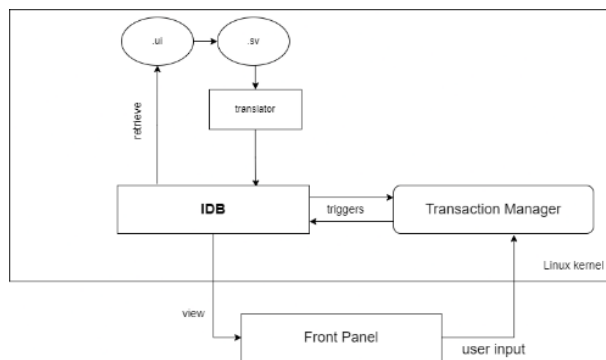 .ui
.sv
translator
retrieve
IDB
triggers
Transaction Manager
Linux kernel
view
Front Panel
user input